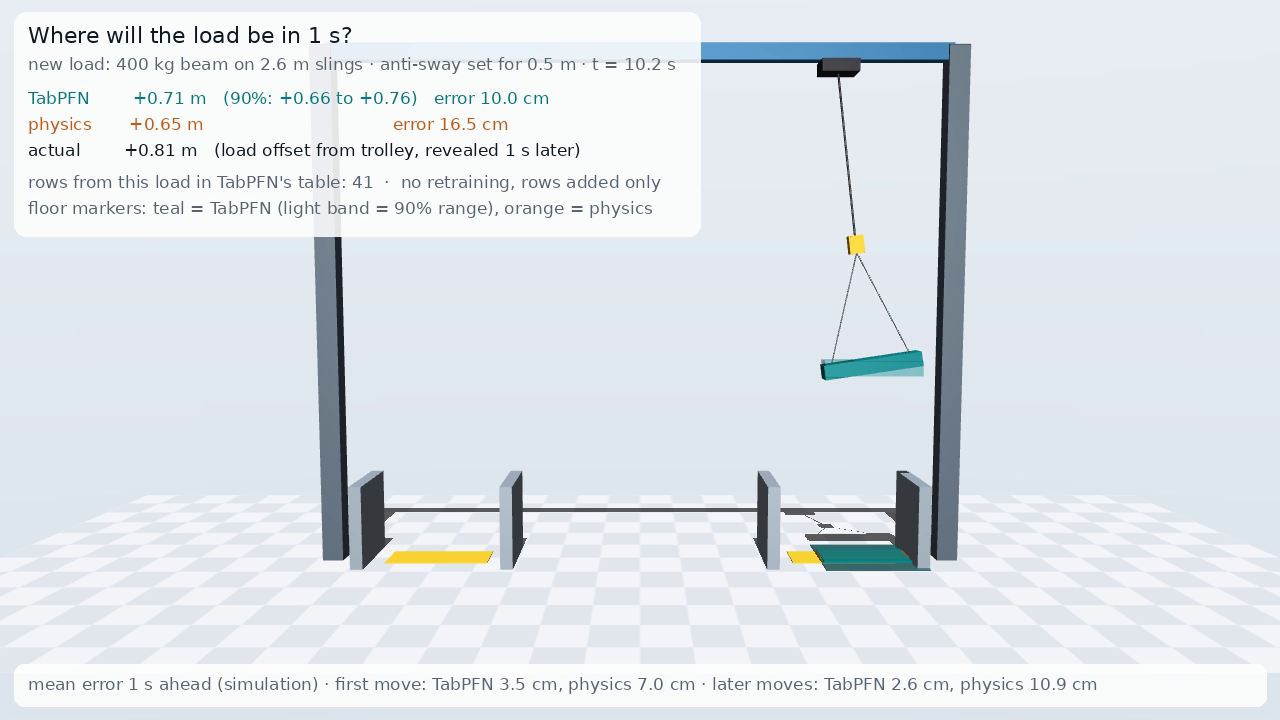 Where will the load be in 1 s?
new load: 400 kg beam on 2.6 m slings · anti-sway set for 0.5 m · t = 10.2 s
TabPFN +0.71 m (90%: +0.66 to +0.76) error 10.0 cm
physics +0.65 m error 16.5 cm
actual +0.81 m (load offset from trolley, revealed 1 s later)
rows from this load in TabPFN's table: 41 · no retraining, rows added only
floor markers: teal = TabPFN (light band = 90% range), orange = physics
mean error 1 s ahead (simulation) · first move: TabPFN 3.5 cm, physics 7.0 cm · later moves: TabPFN 2.6 cm, physics 10.9 cm